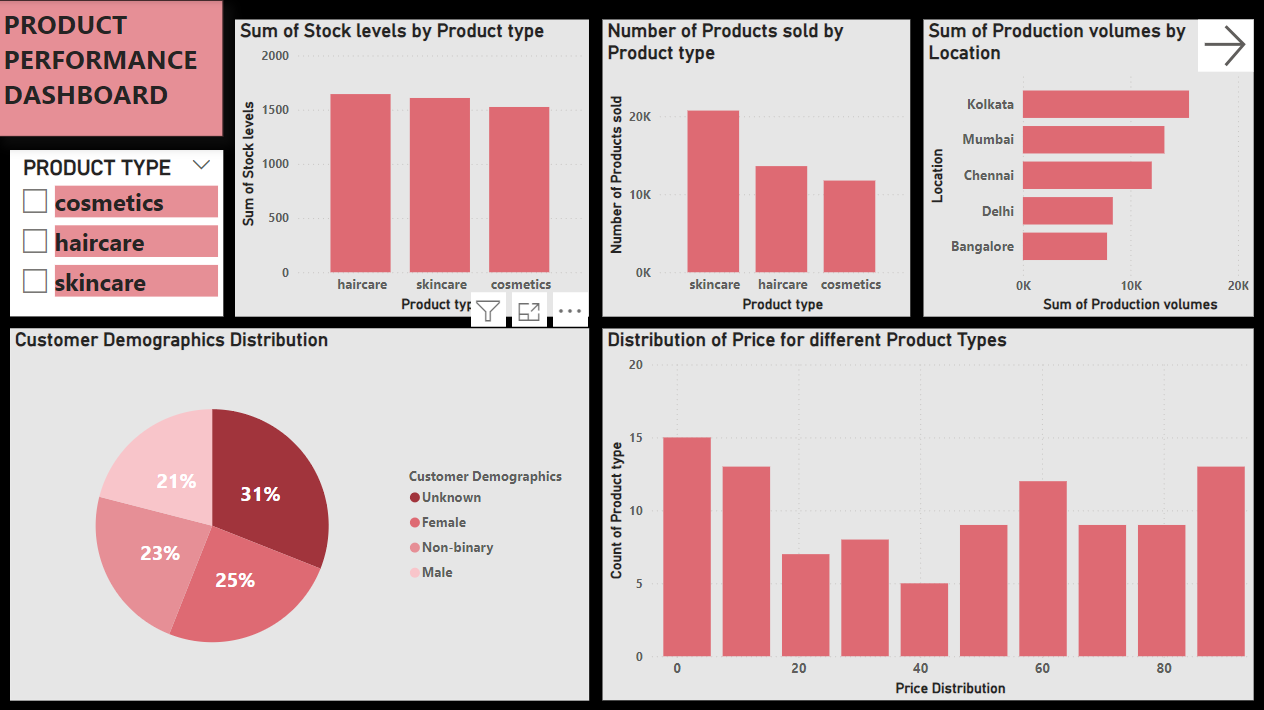 PRODUCT
PERFORMANCE
DASHBOARD
PRODUCT TYPE
cosmetics
haircare
skincare
Sum of Stock levels by Product type
Sum of Stock levels
2000
1500
1000
500
0
haircare skincare cosmetics
Product typ
Number of Products sold by
Product type
Number of Products sold
20K
10K
0K
skincare haircare cosmetics
Product type
Sum of Production volumes by
Location
Location
Kolkata
Mumbai
Chennai
Delhi
Bangalore
0K 10K 20K
Sum of Production volumes
Customer Demographics Distribution
21%
31%
23%
25%
Customer Demographics
Unknown
Female
Non-binary
Male
Distribution of Price for different Product Types
Count of Product type
20
15
10
5
0
0 20 40 60 80
Price Distribution